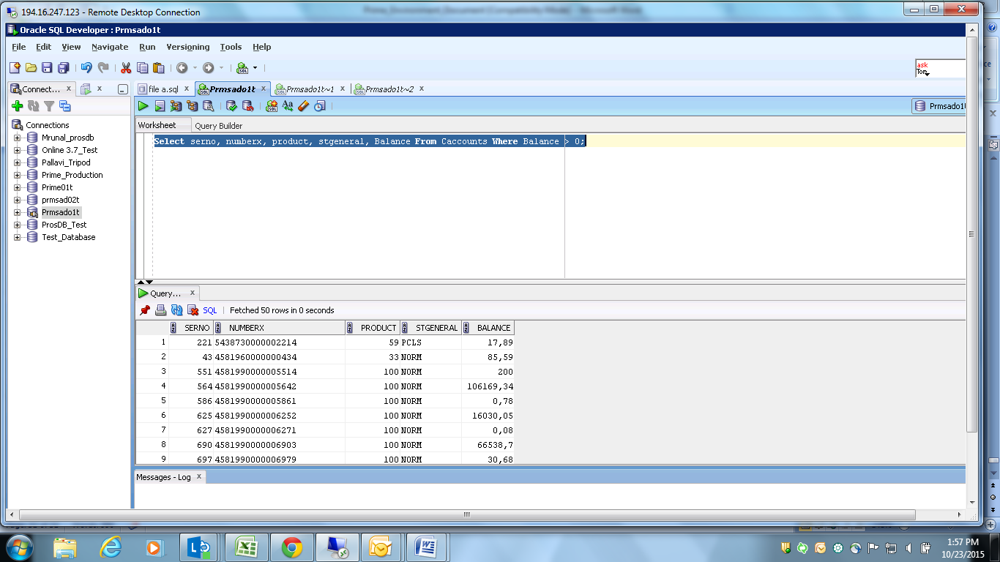 194.16.247.123 - Remote Desktop Connection
Oracle SQL Developer : Prmsado1t
File Edit View Navigate Run Versioning Tools Help
ask
Tom
Connect... x x file a.sql x Prmsado1t x Prmsado1t~1 x Prmsado1t~2 x
Prmsado1t
Worksheet Query Builder
Select serno, numberx, product, stgeneral, Balance From Caccounts Where Balance > 0;
Connections
Mrunal_prosdb
Online 3.7_Test
Pallavi_Tripod
Prime_Production
Prime01t
prmsad02t
Prmsado1t
ProsDB_Test
Test_Database
Query... x
SQL Fetched 50 rows in 0 seconds
SERNO NUMBERX PRODUCT STGENERAL BALANCE
1 221 5438730000002214 59 PCLS 17,89
2 43 4581960000000434 33 NORM 85,59
3 551 4581990000005514 100 NORM 200
4 564 4581990000005642 100 NORM 106169,34
5 586 4581990000005861 100 NORM 0,78
6 625 4581990000006252 100 NORM 16030,05
7 627 4581990000006271 100 NORM 0,08
8 690 4581990000006903 100 NORM 66538,7
9 697 4581990000006979 100 NORM 30,68
Messages - Log x
1:57 PM
10/23/2015